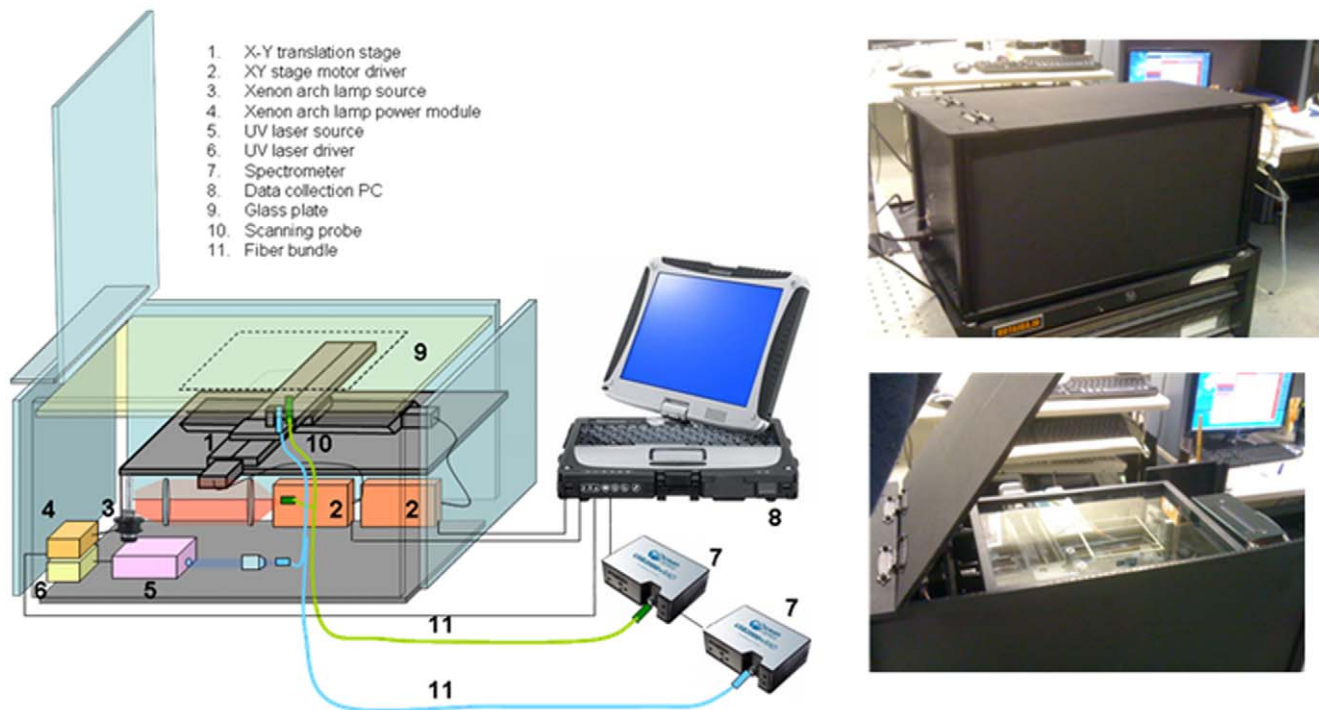 1. X-Y translation stage
2. XY stage motor driver
3. Xenon arch lamp source
4. Xenon arch lamp power module
5. UV laser source
6. UV laser driver
7. Spectrometer
8. Data collection PC
9. Glass plate
10. Scanning probe
11. Fiber bundle
9
1
10
4
3
2
2
8
6
5
7
7
11
11